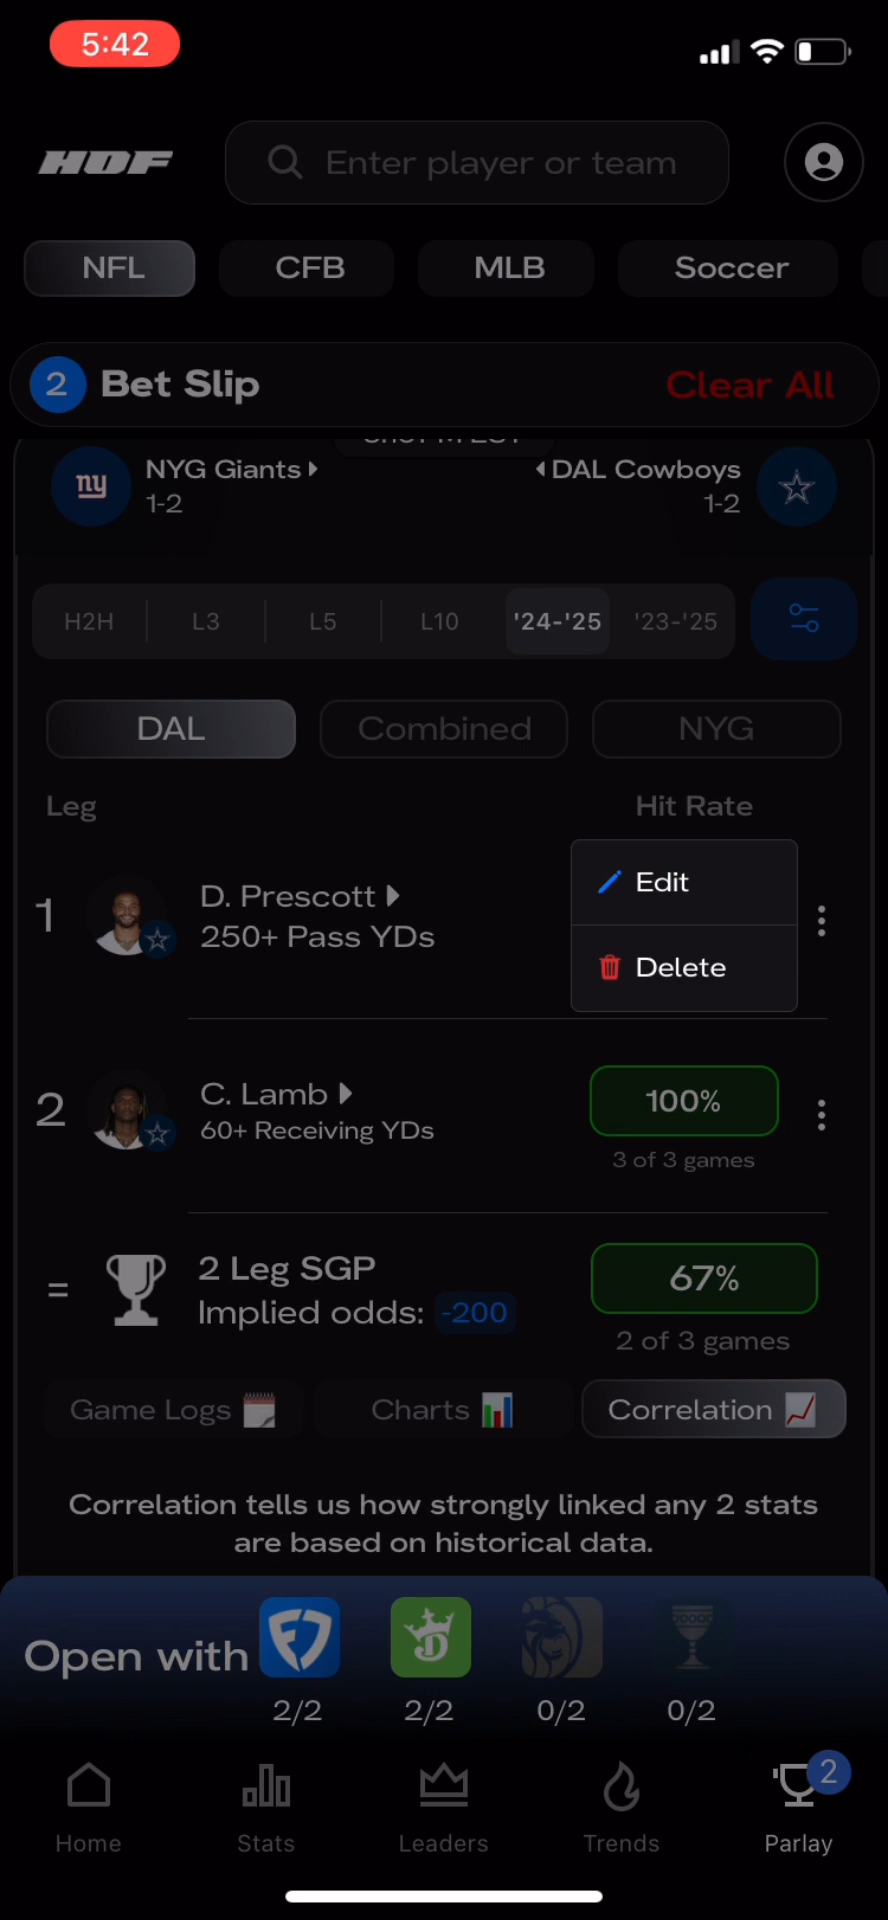 5:42
HOF
Enter player or team
NFL
CFB
MLB
Soccer
2 Bet Slip
Clear All
NYG Giants
1-2
DAL Cowboys
1-2
H2H
L3
L5
L10
'24-'25
'23-'25
DAL
Combined
NYG
Leg
Hit Rate
1
D. Prescott
250+ Pass YDs
Edit
Delete
2
C. Lamb
60+ Receiving YDs
100%
3 of 3 games
=
2 Leg SGP
Implied odds: -200
67%
2 of 3 games
Game Logs
Charts
Correlation
Correlation tells us how strongly linked any 2 stats
are based on historical data.
Open with
2/2
2/2
0/2
0/2
2
Home
Stats
Leaders
Trends
Parlay